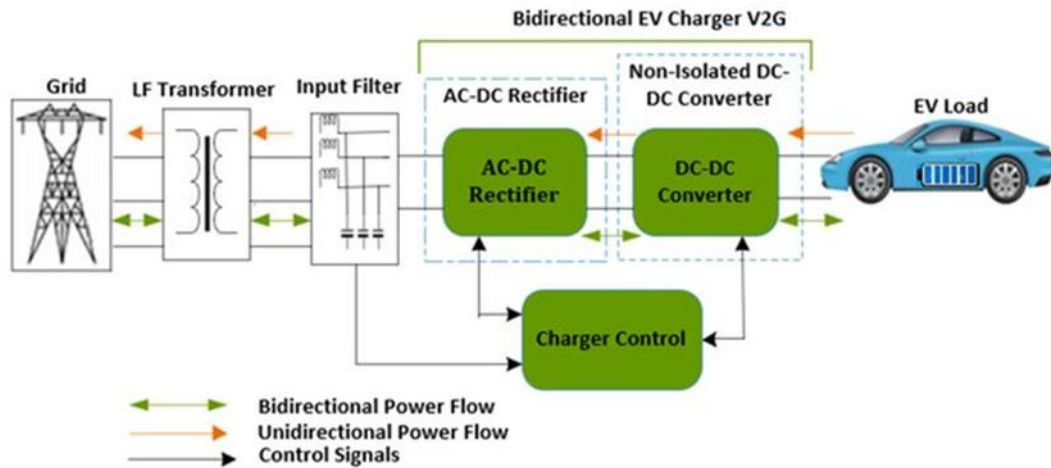 Bidirectional EV Charger V2G
Grid
LF Transformer
Input Filter
AC-DC Rectifier
Non-Isolated DC-
DC Converter
EV Load
AC-DC
Rectifier
DC-DC
Converter
Charger Control
Bidirectional Power Flow
Unidirectional Power Flow
Control Signals